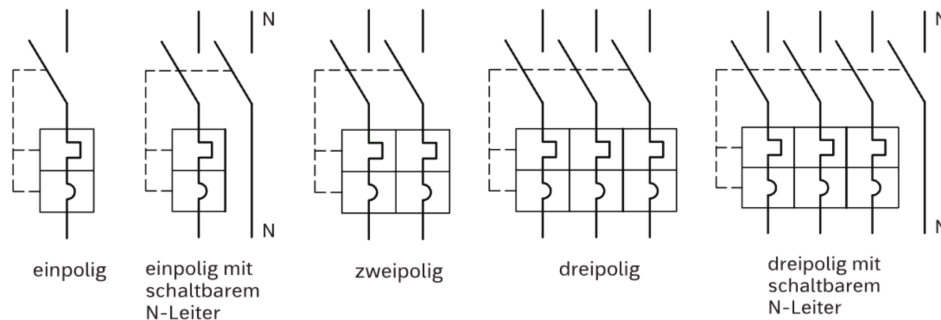 N
N
N
N
einpolig
einpolig mit
schaltbarem
N-Leiter
zweipolig
dreipolig
dreipolig mit
schaltbarem
N-Leiter